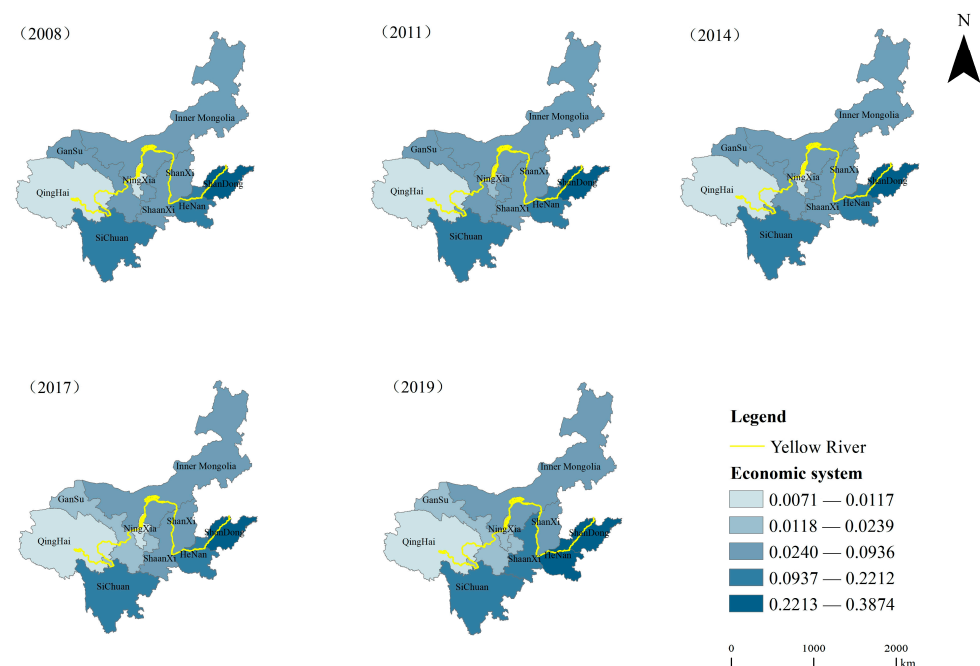 （2008）
（2011）
（2014）
N
Inner Mongolia
GanSu
ShanXi
NingXia
QingHai
ShanDong
ShaanXi
HeNan
SiChuan
Inner Mongolia
GanSu
ShanXi
NingXia
QingHai
ShanDong
ShaanXi
HeNan
SiChuan
Inner Mongolia
GanSu
ShanXi
NingXia
QingHai
ShanDong
ShaanXi
HeNan
SiChuan
（2017）
（2019）
Inner Mongolia
GanSu
ShanXi
NingXia
QingHai
ShanDong
ShaanXi
HeNan
SiChuan
Inner Mongolia
GanSu
ShanXi
NingXia
QingHai
ShanDong
ShaanXi
HeNan
SiChuan
Legend
Yellow River
Economic system
0.0071 — 0.0117
0.0118 — 0.0239
0.0240 — 0.0936
0.0937 — 0.2212
0.2213 — 0.3874
0 1000 2000
km